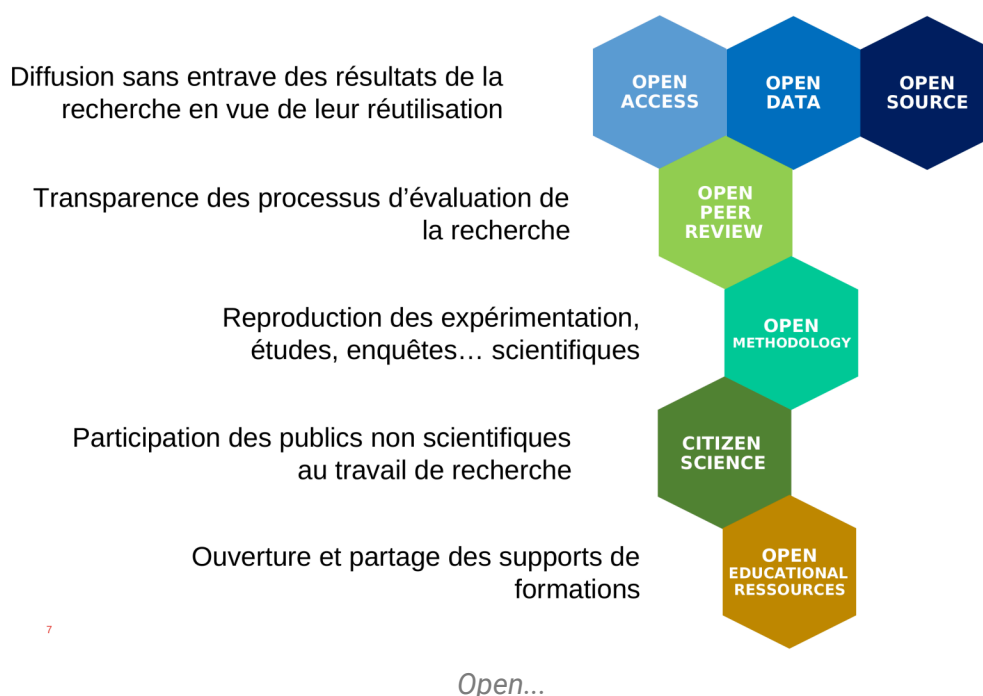 Diffusion sans entrave des résultats de la
recherche en vue de leur réutilisation
OPEN
ACCESS
OPEN
DATA
OPEN
SOURCE
Transparence des processus d’évaluation de
la recherche
OPEN
PEER
REVIEW
Reproduction des expérimentation,
études, enquêtes… scientifiques
OPEN
METHODOLOGY
Participation des publics non scientifiques
au travail de recherche
CITIZEN
SCIENCE
Ouverture et partage des supports de
formations
OPEN
EDUCATIONAL
RESSOURCES
7
Open...